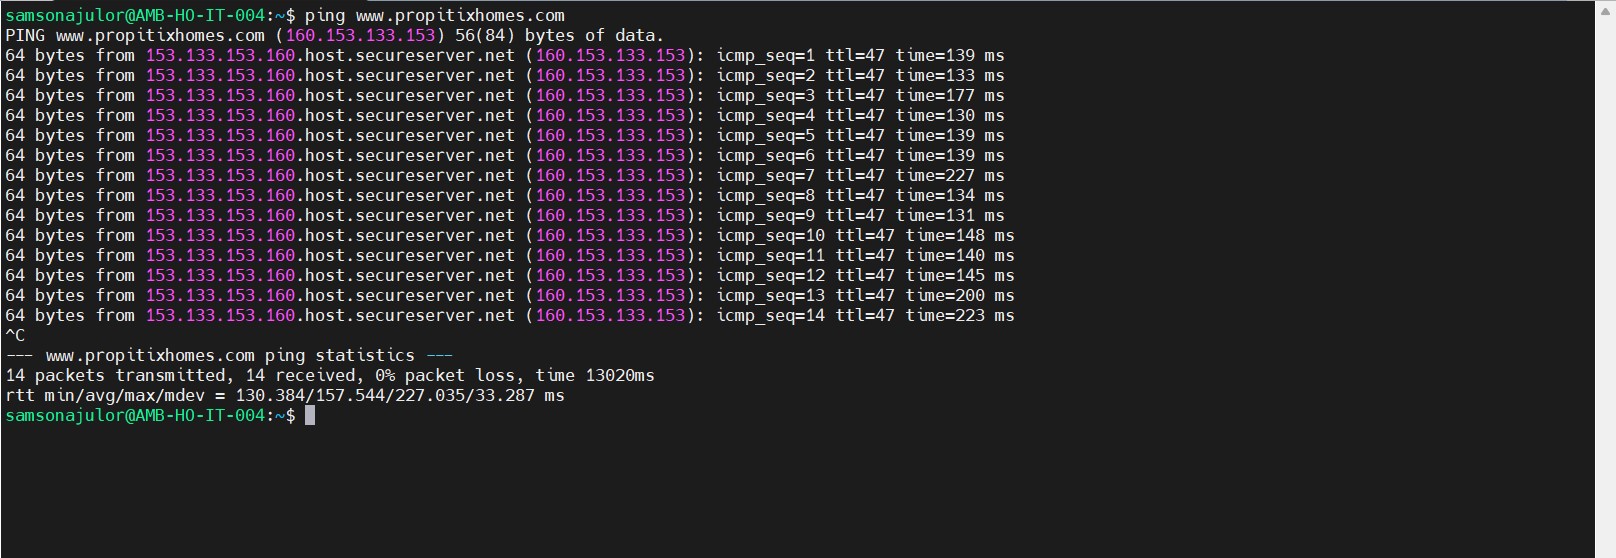 samsonajulor@AMB-HO-IT-004:~$ ping www.propitixhomes.com
PING www.propitixhomes.com (160.153.133.153) 56(84) bytes of data.
64 bytes from 153.133.153.160.host.secureserver.net (160.153.133.153): icmp_seq=1 ttl=47 time=139 ms
64 bytes from 153.133.153.160.host.secureserver.net (160.153.133.153): icmp_seq=2 ttl=47 time=133 ms
64 bytes from 153.133.153.160.host.secureserver.net (160.153.133.153): icmp_seq=3 ttl=47 time=177 ms
64 bytes from 153.133.153.160.host.secureserver.net (160.153.133.153): icmp_seq=4 ttl=47 time=130 ms
64 bytes from 153.133.153.160.host.secureserver.net (160.153.133.153): icmp_seq=5 ttl=47 time=139 ms
64 bytes from 153.133.153.160.host.secureserver.net (160.153.133.153): icmp_seq=6 ttl=47 time=139 ms
64 bytes from 153.133.153.160.host.secureserver.net (160.153.133.153): icmp_seq=7 ttl=47 time=227 ms
64 bytes from 153.133.153.160.host.secureserver.net (160.153.133.153): icmp_seq=8 ttl=47 time=134 ms
64 bytes from 153.133.153.160.host.secureserver.net (160.153.133.153): icmp_seq=9 ttl=47 time=131 ms
64 bytes from 153.133.153.160.host.secureserver.net (160.153.133.153): icmp_seq=10 ttl=47 time=148 ms
64 bytes from 153.133.153.160.host.secureserver.net (160.153.133.153): icmp_seq=11 ttl=47 time=140 ms
64 bytes from 153.133.153.160.host.secureserver.net (160.153.133.153): icmp_seq=12 ttl=47 time=145 ms
64 bytes from 153.133.153.160.host.secureserver.net (160.153.133.153): icmp_seq=13 ttl=47 time=200 ms
64 bytes from 153.133.153.160.host.secureserver.net (160.153.133.153): icmp_seq=14 ttl=47 time=223 ms
^C
--- www.propitixhomes.com ping statistics ---
14 packets transmitted, 14 received, 0% packet loss, time 13020ms
rtt min/avg/max/mdev = 130.384/157.544/227.035/33.287 ms
samsonajulor@AMB-HO-IT-004:~$